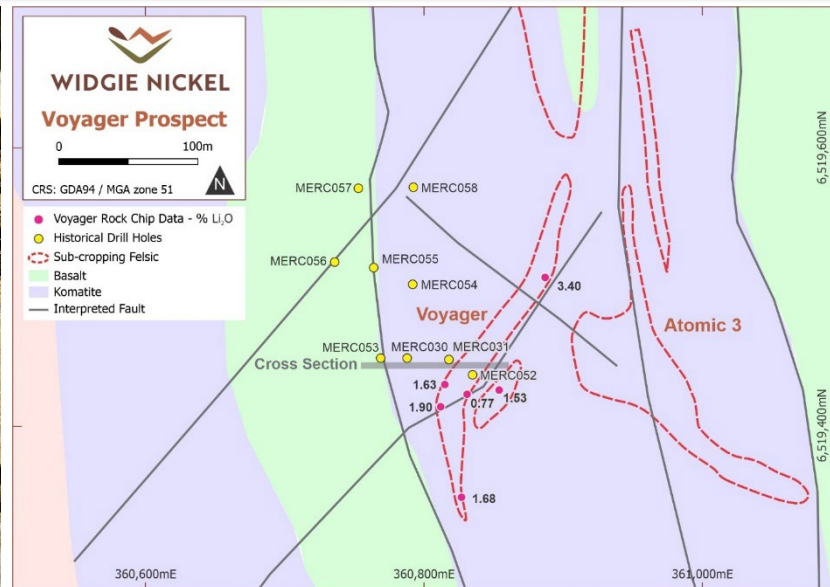 WIDGIE NICKEL
Voyager Prospect
0 100m
CRS: GDA94 / MGA zone 51
N
Voyager Rock Chip Data - % Li₂O
Historical Drill Holes
Sub-cropping Felsic
Basalt
Komatite
Interpreted Fault
6,519,600mN
MERC057
MERC058
MERC056
MERC055
MERC054
3.40
Voyager
Atomic 3
MERC053
MERC030
MERC031
Cross Section
MERC052
1.63
1.53
0.77
1.90
6,519,400mN
1.68
360,600mE
360,800mE
361,000mE